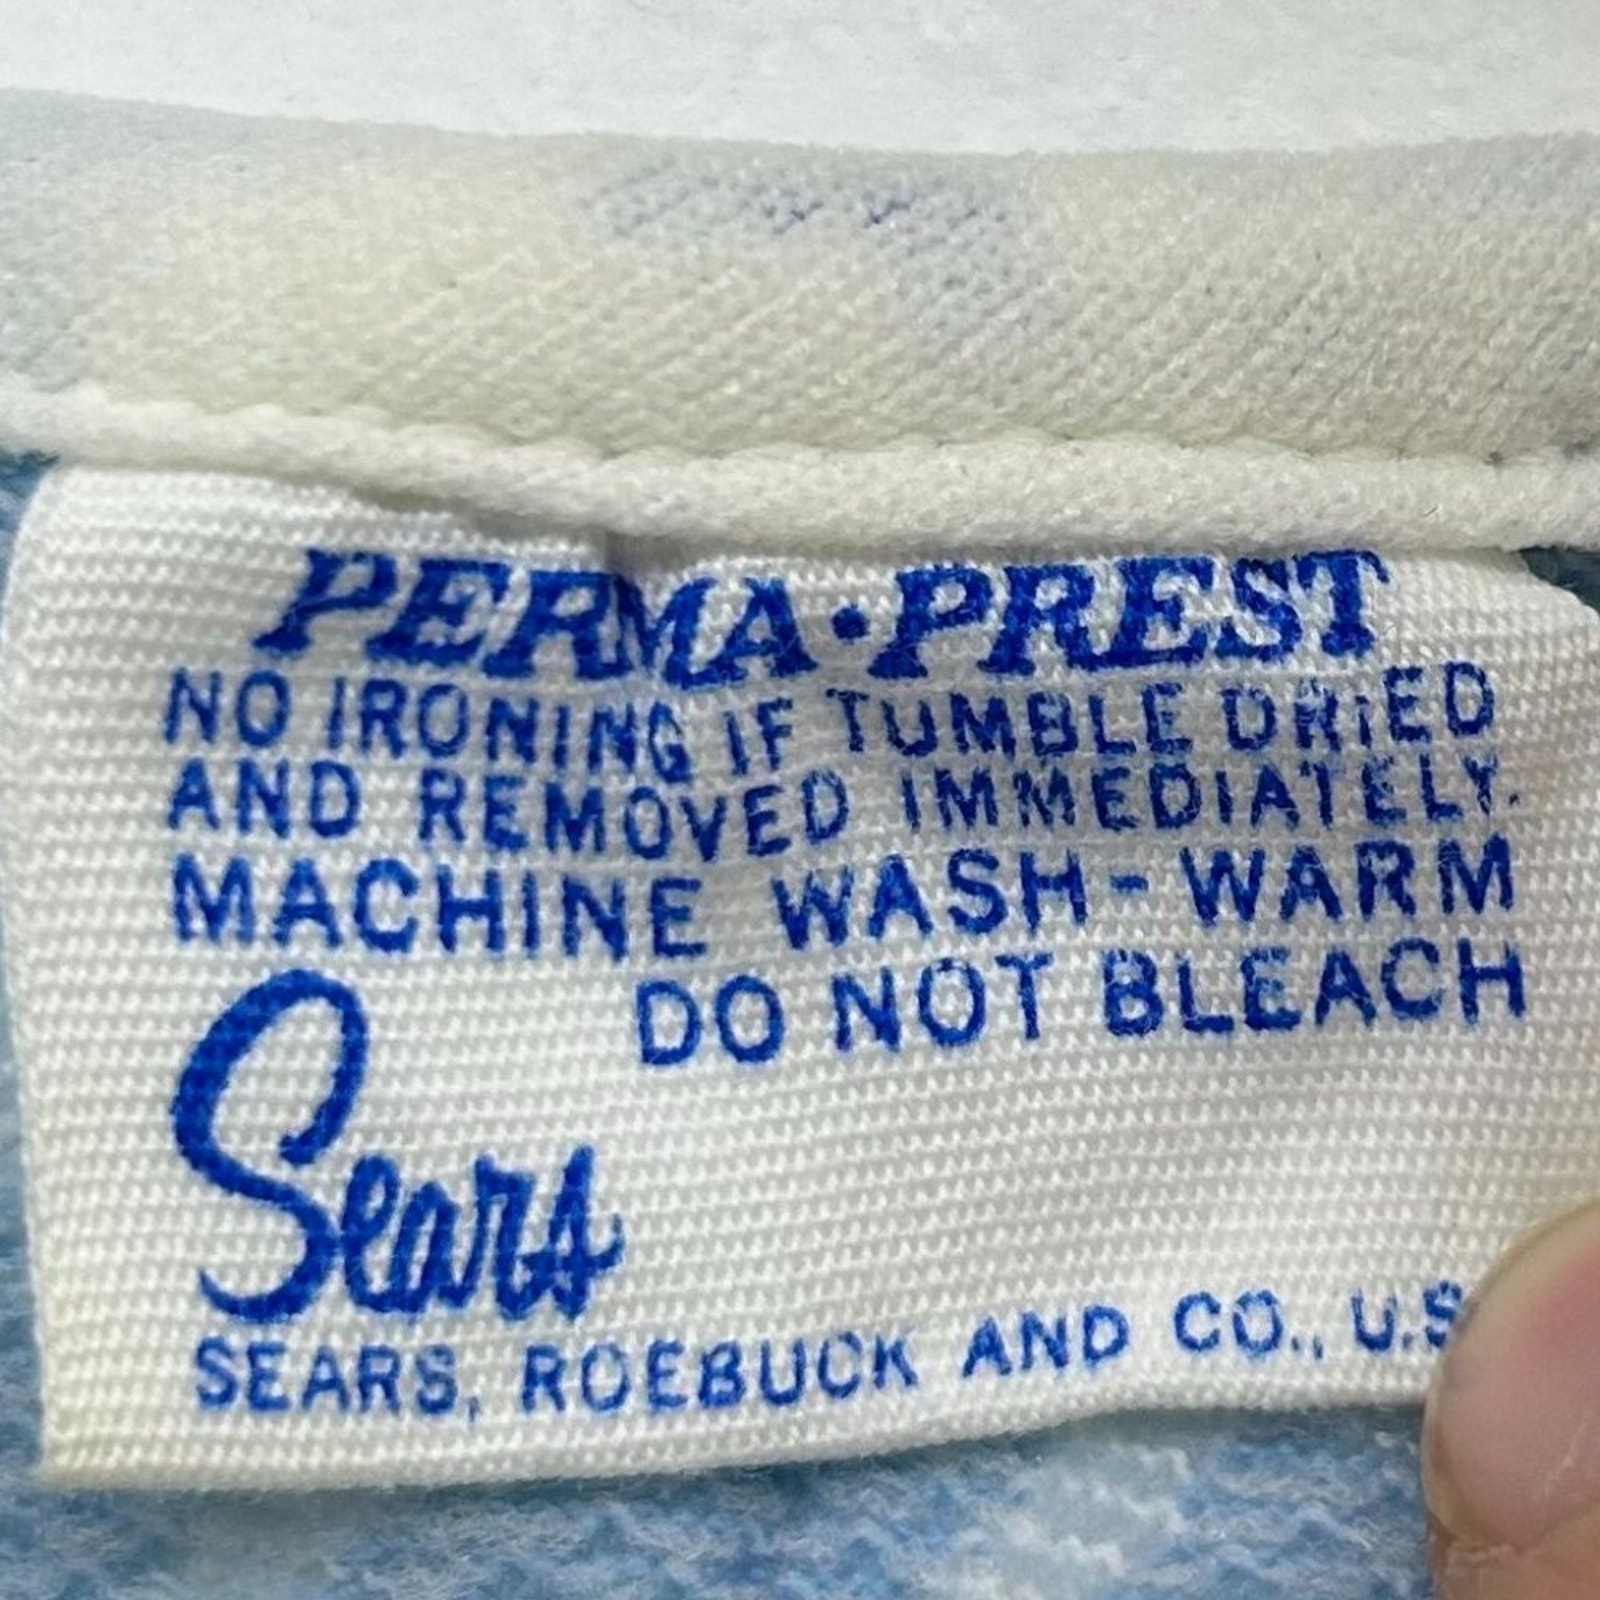 PERMA·PREST
NO IRONING IF TUMBLE DRIED
AND REMOVED IMMEDIATELY.
MACHINE WASH-WARM
DO NOT BLEACH
Sears
SEARS, ROEBUCK AND CO., U.S